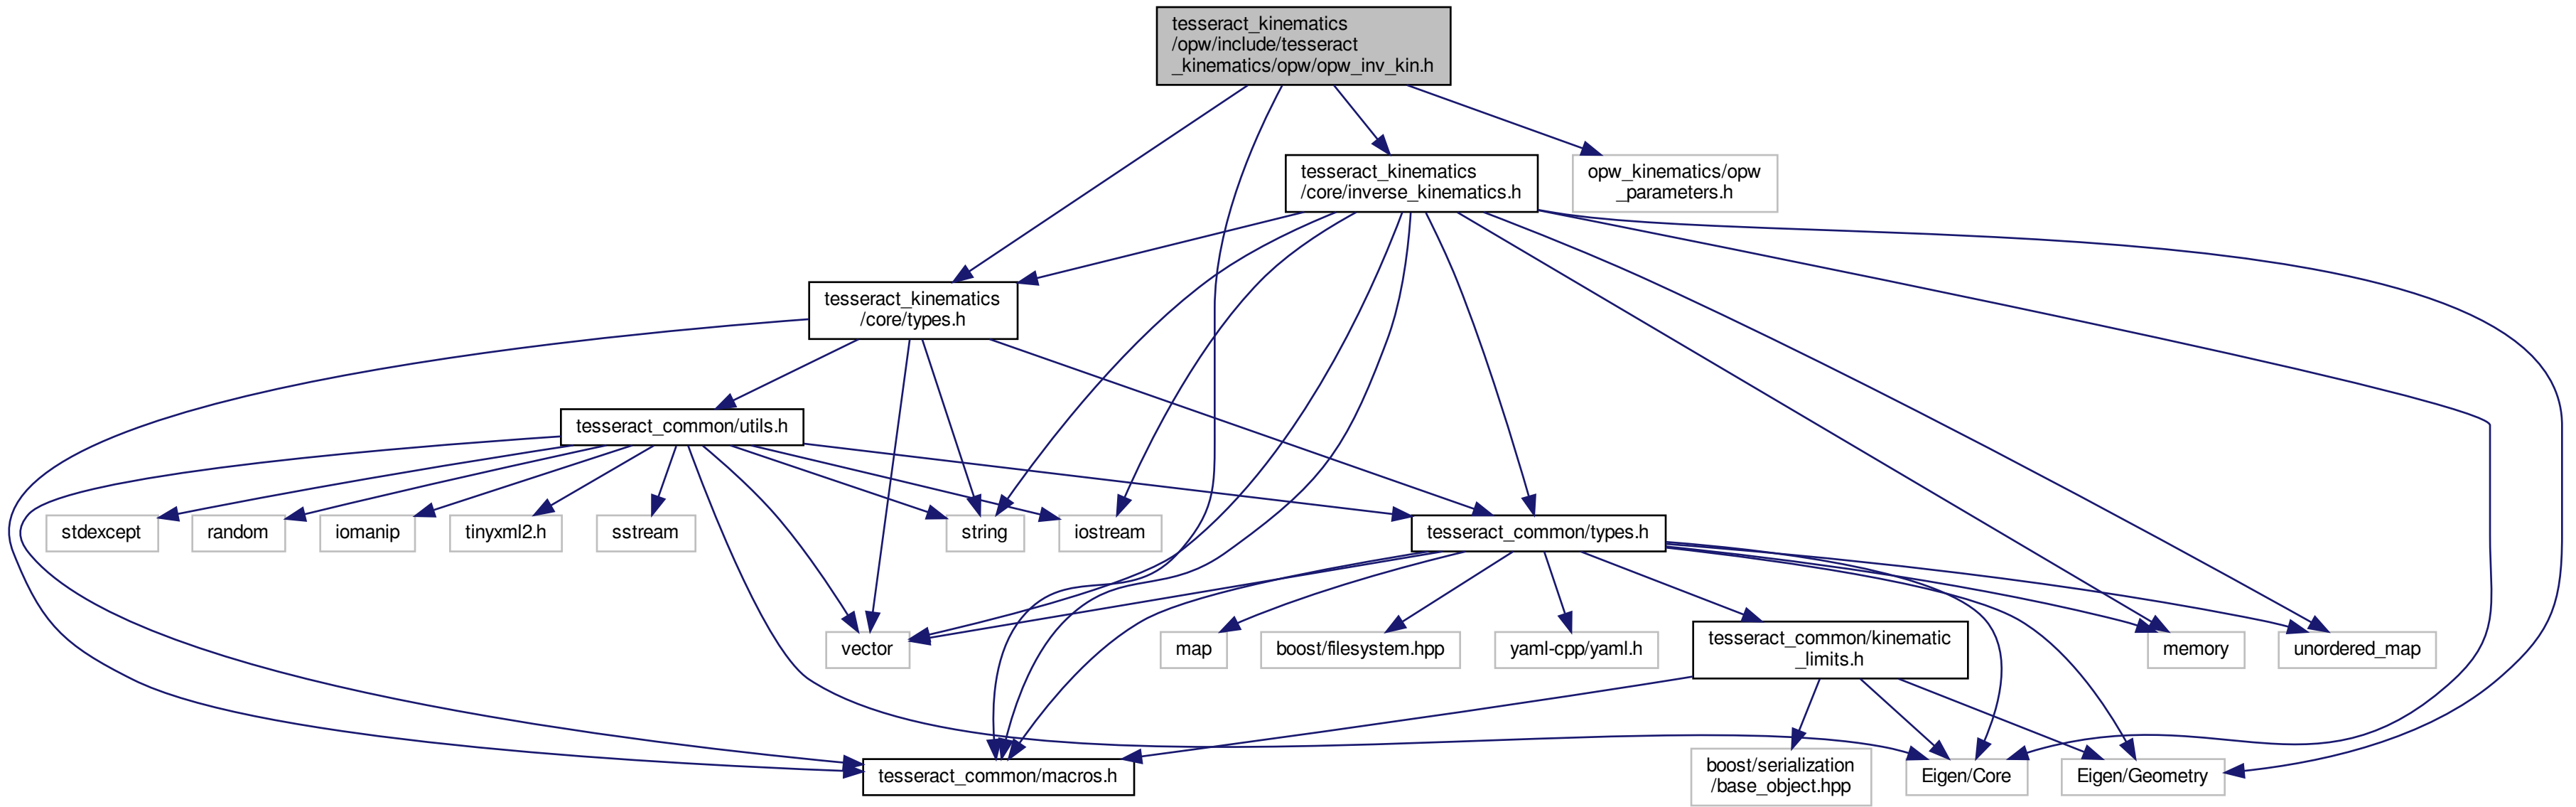 tesseract_kinematics
/opw/include/tesseract
_kinematics/opw/opw_inv_kin.h
tesseract_kinematics
/core/inverse_kinematics.h
opw_kinematics/opw
_parameters.h
tesseract_kinematics
/core/types.h
tesseract_common/utils.h
stdexcept
random
iomanip
tinyxml2.h
sstream
string
iostream
tesseract_common/types.h
vector
map
boost/filesystem.hpp
yaml-cpp/yaml.h
tesseract_common/kinematic
_limits.h
memory
unordered_map
tesseract_common/macros.h
boost/serialization
/base_object.hpp
Eigen/Core
Eigen/Geometry